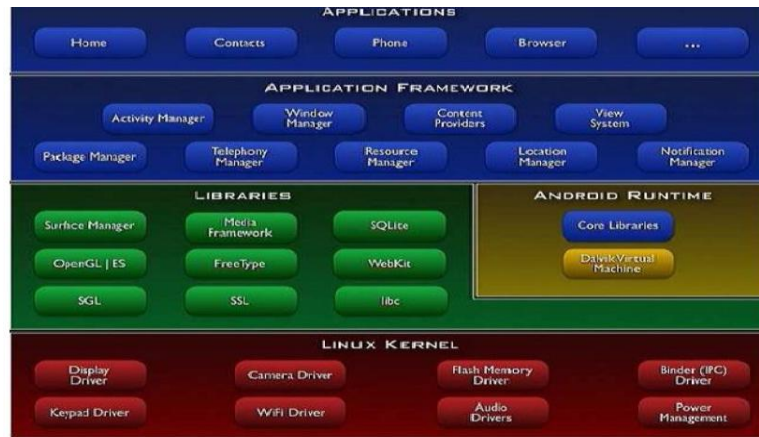 APPLICATIONS
Home
Contacts
Phone
Browser
...
APPLICATION FRAMEWORK
Activity Manager
Window
Manager
Content
Providers
View
System
Package Manager
Telephony
Manager
Resource
Manager
Location
Manager
Notification
Manager
LIBRARIES
Surface Manager
Media
Framework
SQLite
OpenGL | ES
FreeType
WebKit
SGL
SSL
libc
ANDROID RUNTIME
Core Libraries
Dalvik Virtual
Machine
LINUX KERNEL
Display
Driver
Camera Driver
Flash Memory
Driver
Binder (IPC)
Driver
Keypad Driver
WiFi Driver
Audio
Drivers
Power
Management